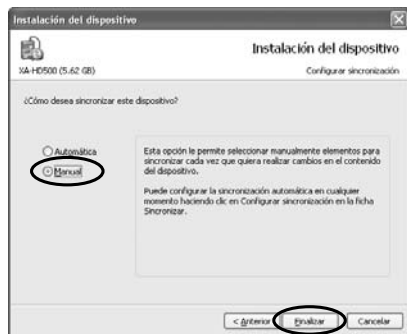 Instalación del dispositivo
Instalación del dispositivo
XA-HD500 (5.62 GB)
Configurar sincronización
¿Cómo desea sincronizar este dispositivo?
Automática
Manual
Esta opción le permite seleccionar manualmente elementos para
sincronizar cada vez que quiera realizar cambios en el contenido
del dispositivo.
Puede configurar la sincronización automática en cualquier
momento haciendo clic en Configurar sincronización en la ficha
Sincronizar.
< Anterior
Finalizar
Cancelar